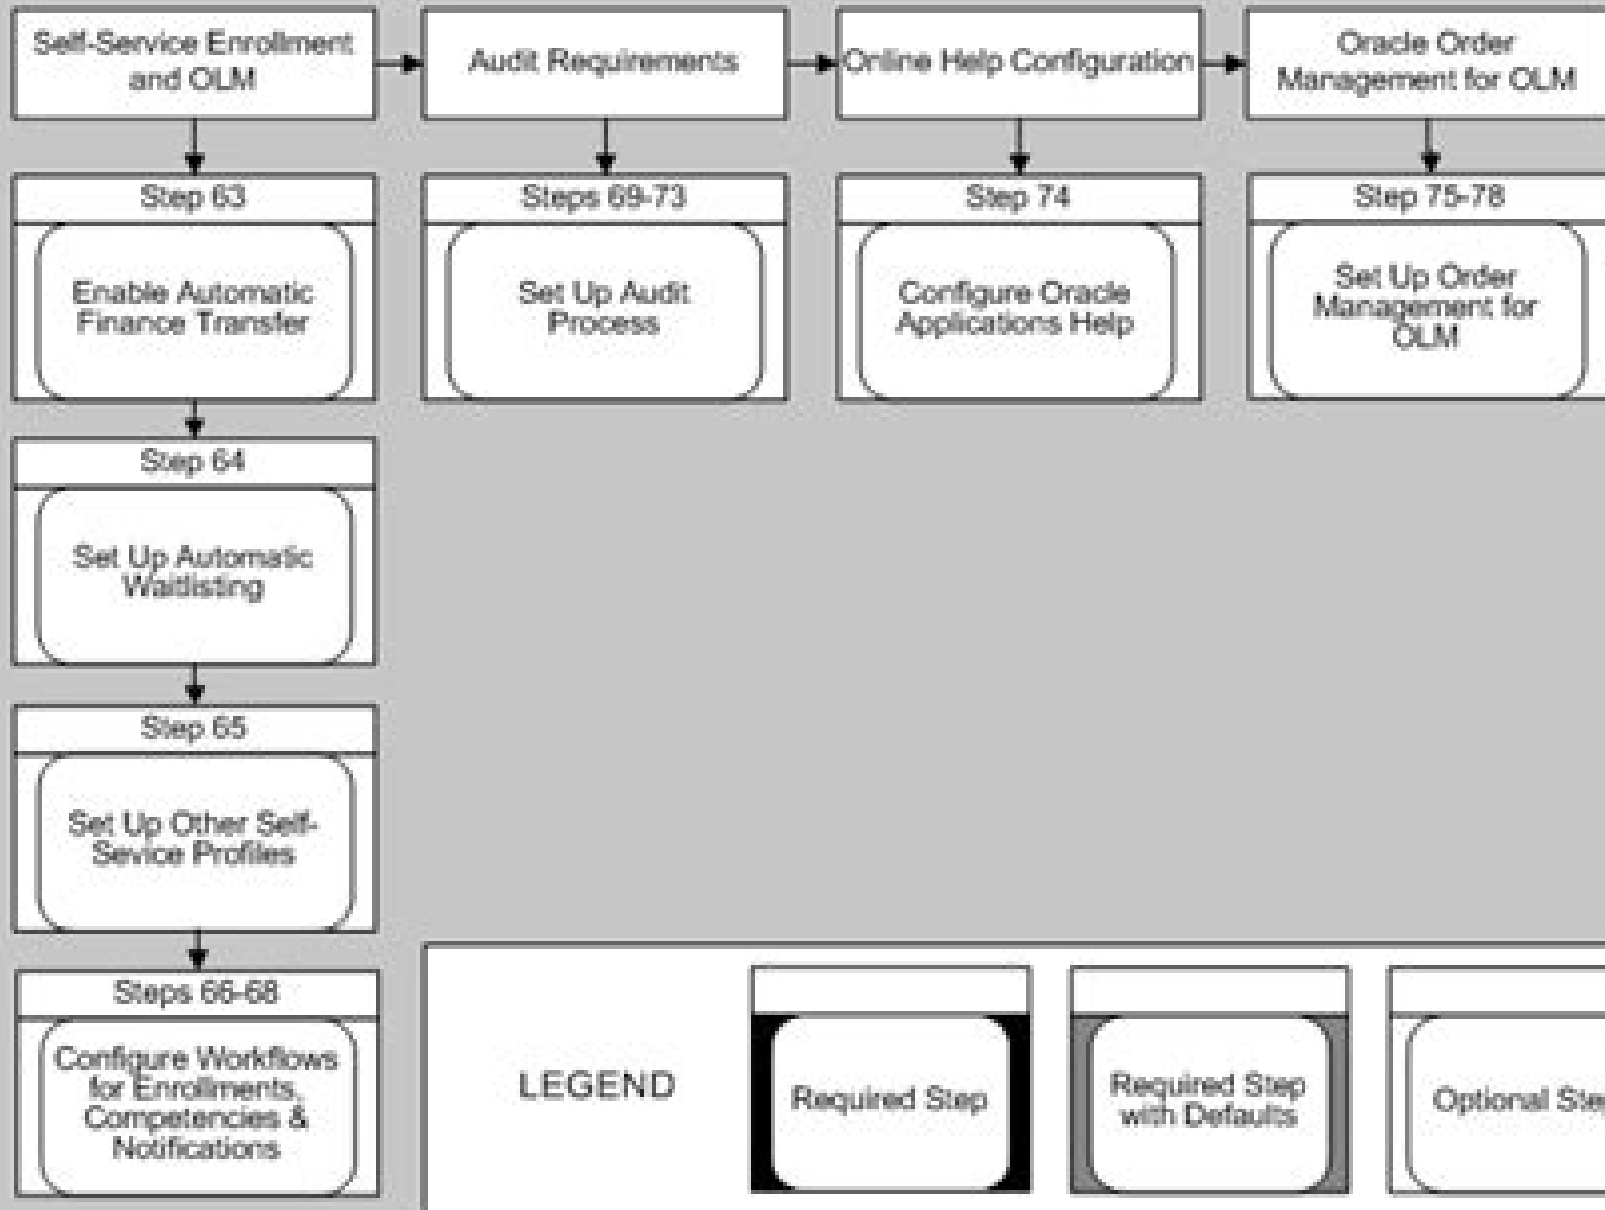 Self-Service Enrollment
and OLM
Audit Requirements
Online Help Configuration
Oracle Order
Management for OLM
Step 63
Enable Automatic
Finance Transfer
Steps 69-73
Set Up Audit
Process
Step 74
Configure Oracle
Applications Help
Step 75-78
Set Up Order
Management for
OLM
Step 64
Set Up Automatic
Waitlisting
Step 65
Set Up Other Self-
Sevice Profiles
Steps 66-68
Configure Workflows
for Enrollments,
Competencies &
Notifications
LEGEND
Required Step
Required Step
with Defaults
Optional Step